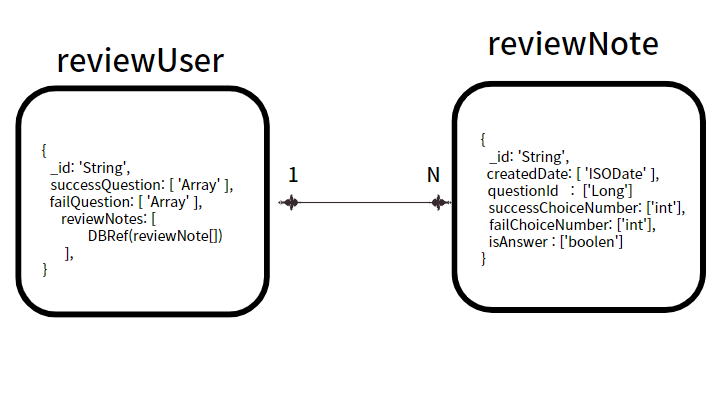 reviewUser
{
_id: 'String',
successQuestion: [ 'Array' ],
failQuestion: [ 'Array' ],
reviewNotes: [
DBRef(reviewNote[])
],
}
1
N
reviewNote
{
_id: 'String',
createdDate: [ 'ISODate' ],
questionId : ['Long']
successChoiceNumber: ['int'],
failChoiceNumber: ['int'],
isAnswer : ['boolen']
}